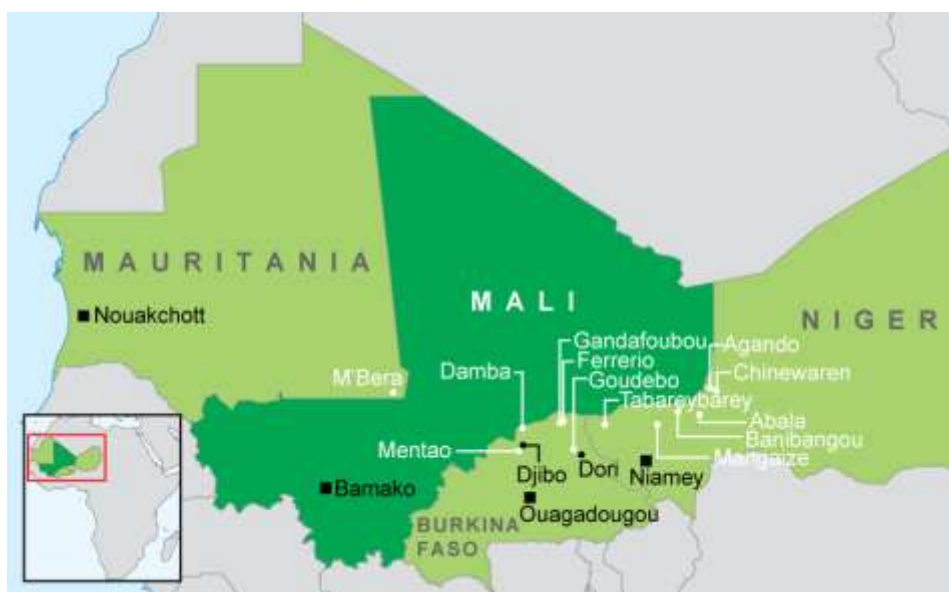 MAURITANIA
Nouakchott
MALI
NIGER
M'Bera
Damba
Gandafoubou
Ferrerio
Goudebo
Tabareybarey
Agando
Chinewaren
Abala
Banibangou
Mangaize
Mentao
Djibo
Dori
Niamey
Bamako
Ouagadougou
BURKINA
FASO